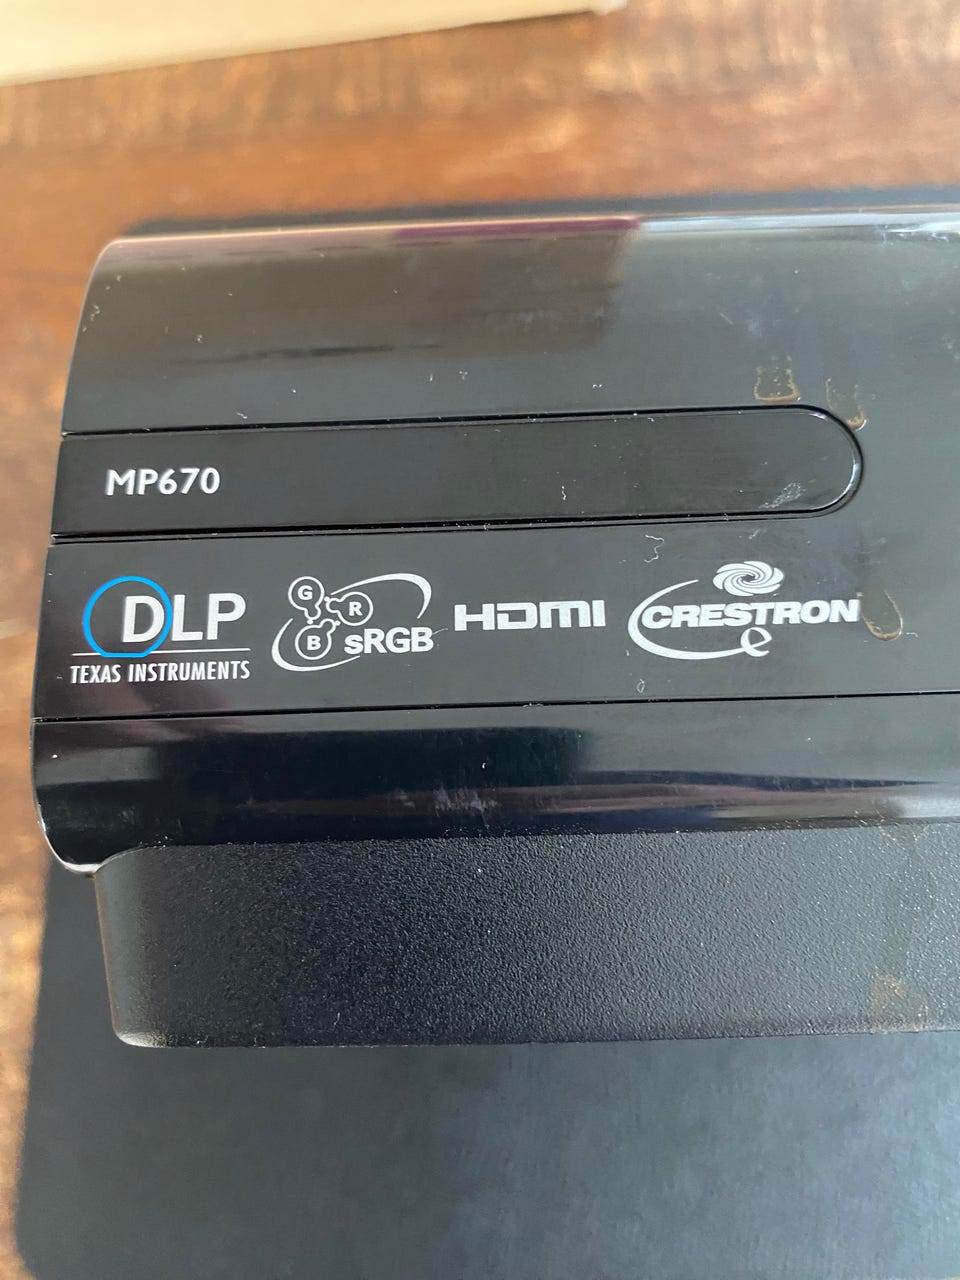 MP670
DLP
TEXAS INSTRUMENTS
G
R
B
sRGB
HDMI
CRESTRON
e